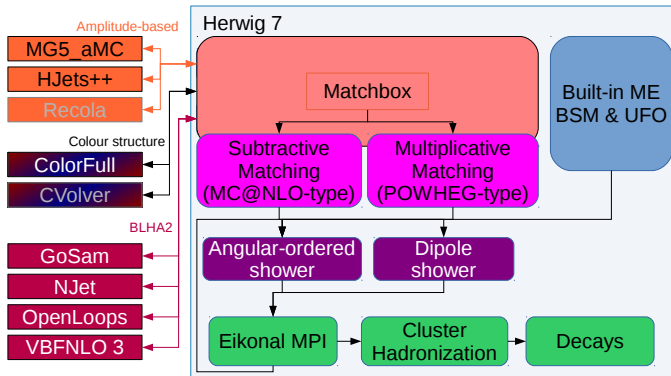 Amplitude-based
MG5_aMC
HJets++
Recola
Colour structure
ColorFull
CVolver
BLHA2
GoSam
NJet
OpenLoops
VBFNLO 3
Herwig 7
Matchbox
Built-in ME
BSM & UFO
Subtractive
Matching
(MC@NLO-type)
Multiplicative
Matching
(POWHEG-type)
Angular-ordered
shower
Dipole
shower
Eikonal MPI
Cluster
Hadronization
Decays